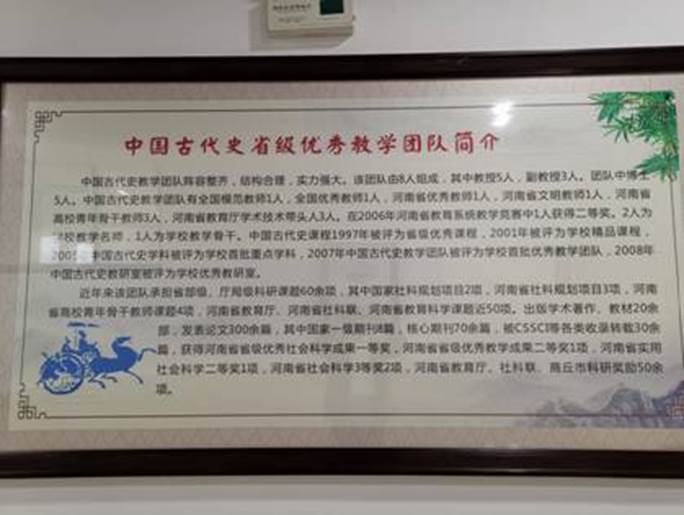 中国古代史省级优秀教学团队简介
中国古代史教学团队阵容整齐，结构合理，实力强大。该团队由8人组成，其中教授5人，副教授3人。团队中博士
5人。中国古代史教学团队有全国模范教师1人，全国优秀教师1人，河南省优秀教师1人，河南省文明教师1人，河南省
高校青年骨干教师3人，河南省教育厅学术技术带头人3人。在2006年河南省教育系统教学竞赛中1人获得二等奖。2人为
学校教学名师，1人为学校教学骨干。中国古代史课程1997年被评为省级优秀课程，2001年被评为学校精品课程，
中国古代史学科被评为学校首批重点学科，2007年中国古代史教学团队被评为学校首批优秀教学团队，2008年
中国古代史教研室被评为学校优秀教研室。
近年来该团队承担省部级、厅局级科研课题60余项，其中国家社科规划项目2项，河南省社科规划项目3项，河南
省高校青年骨干教师课题4项，河南省教育厅、河南省社科联、河南省教育科学课题近50项。出版学术著作、教材20余
部，发表论文300余篇，其中国家一级期刊8篇，核心期刊70余篇，被CSSCI等各类收录转载30余
篇，获得河南省省级优秀社会科学成果一等奖，河南省省级优秀教学成果二等奖1项，河南省实用
社会科学二等奖1项，河南省社会科学3等奖2项，河南省教育厅、社科联、商丘市科研奖励50余
项。